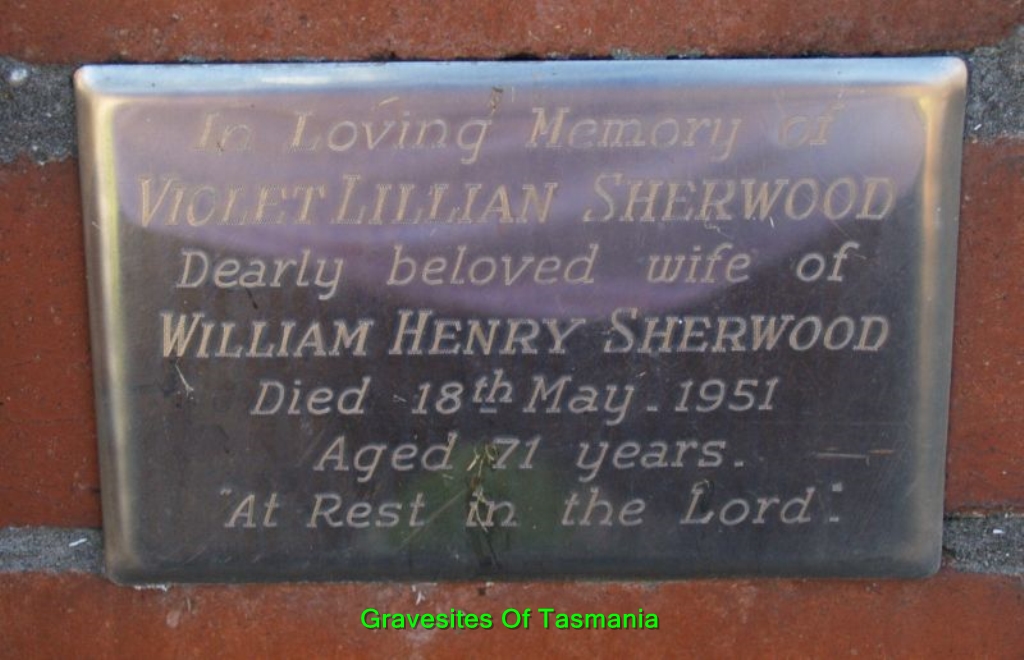 In Loving Memory of
VIOLET LILLIAN SHERWOOD
Dearly beloved wife of
WILLIAM HENRY SHERWOOD
Died 18th May. 1951
Aged 71 years.
"At Rest in the Lord".
Gravesites Of Tasmania